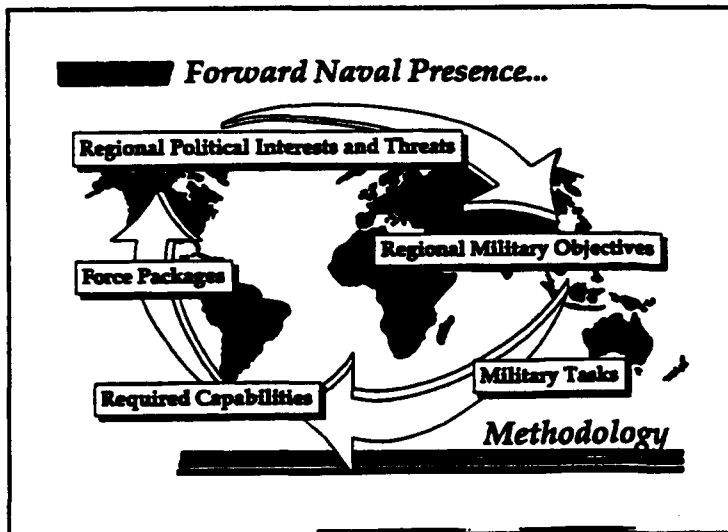 Forward Naval Presence...
Regional Political Interests and Threats
Regional Military Objectives
Force Packages
Military Tasks
Required Capabilities
Methodology